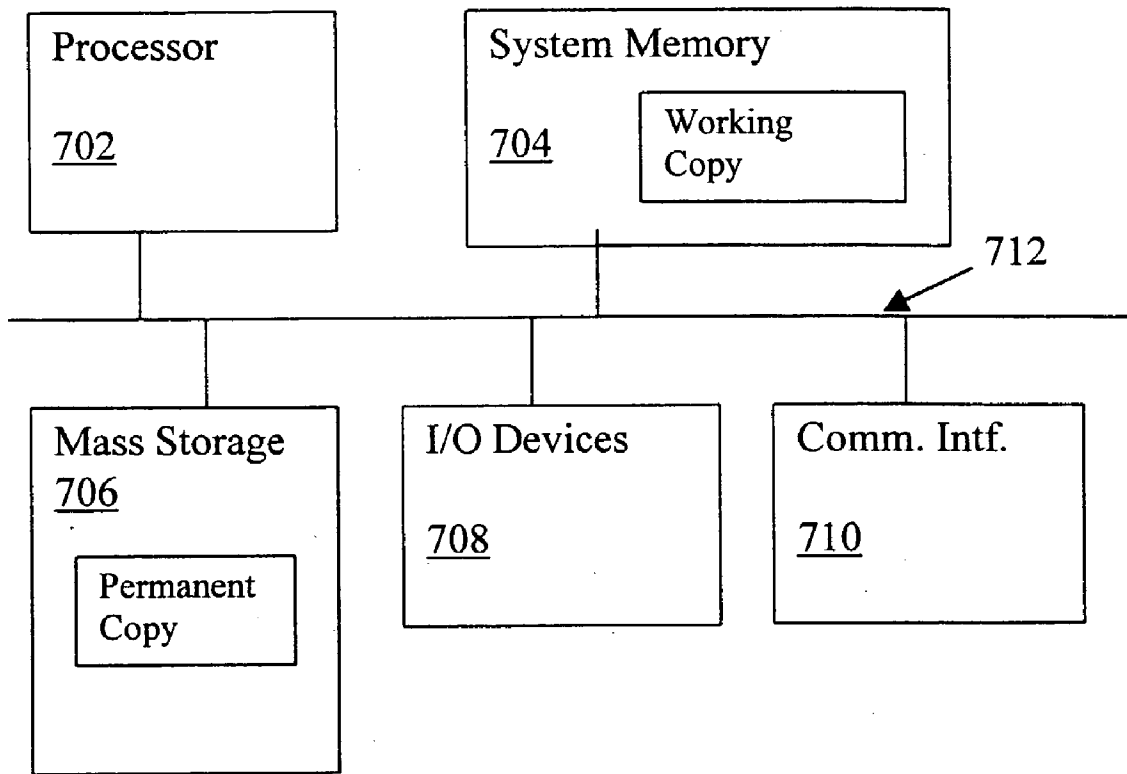 Processor
702
System Memory
704
Working
Copy
712
Mass Storage
706
Permanent
Copy
I/O Devices
708
Comm. Intf.
710